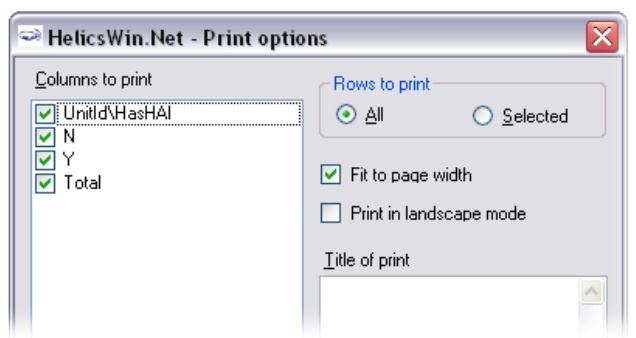 HelicsWin.Net - Print options
Columns to print
UnitId\HasHAI
N
Y
Total
Rows to print
All
Selected
Fit to page width
Print in landscape mode
Title of print